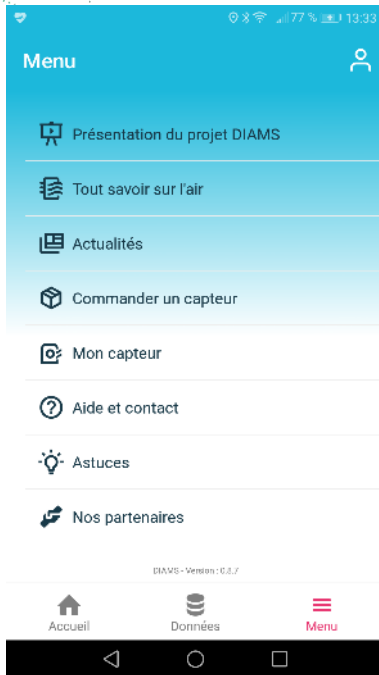 77 % 13:33
Menu
Présentation du projet DIAMS
Tout savoir sur l'air
Actualités
Commander un capteur
Mon capteur
Aide et contact
Astuces
Nos partenaires
DIAMS - Version : 0.2.7
Accueil Données Menu